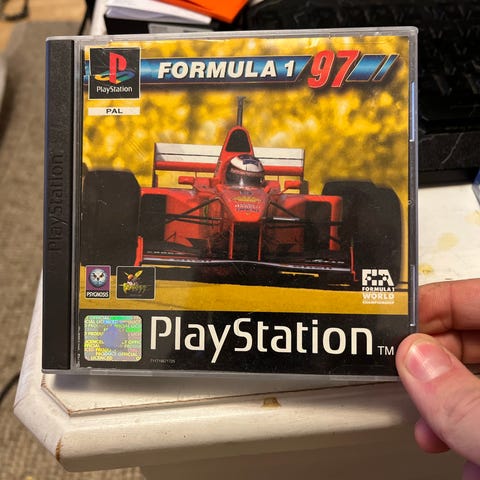 PlayStation
FORMULA 1 97
PAL
PlayStation
PSYGNOSIS
FIA
FORMULA 1
WORLD
CHAMPIONSHIP
PlayStation TM